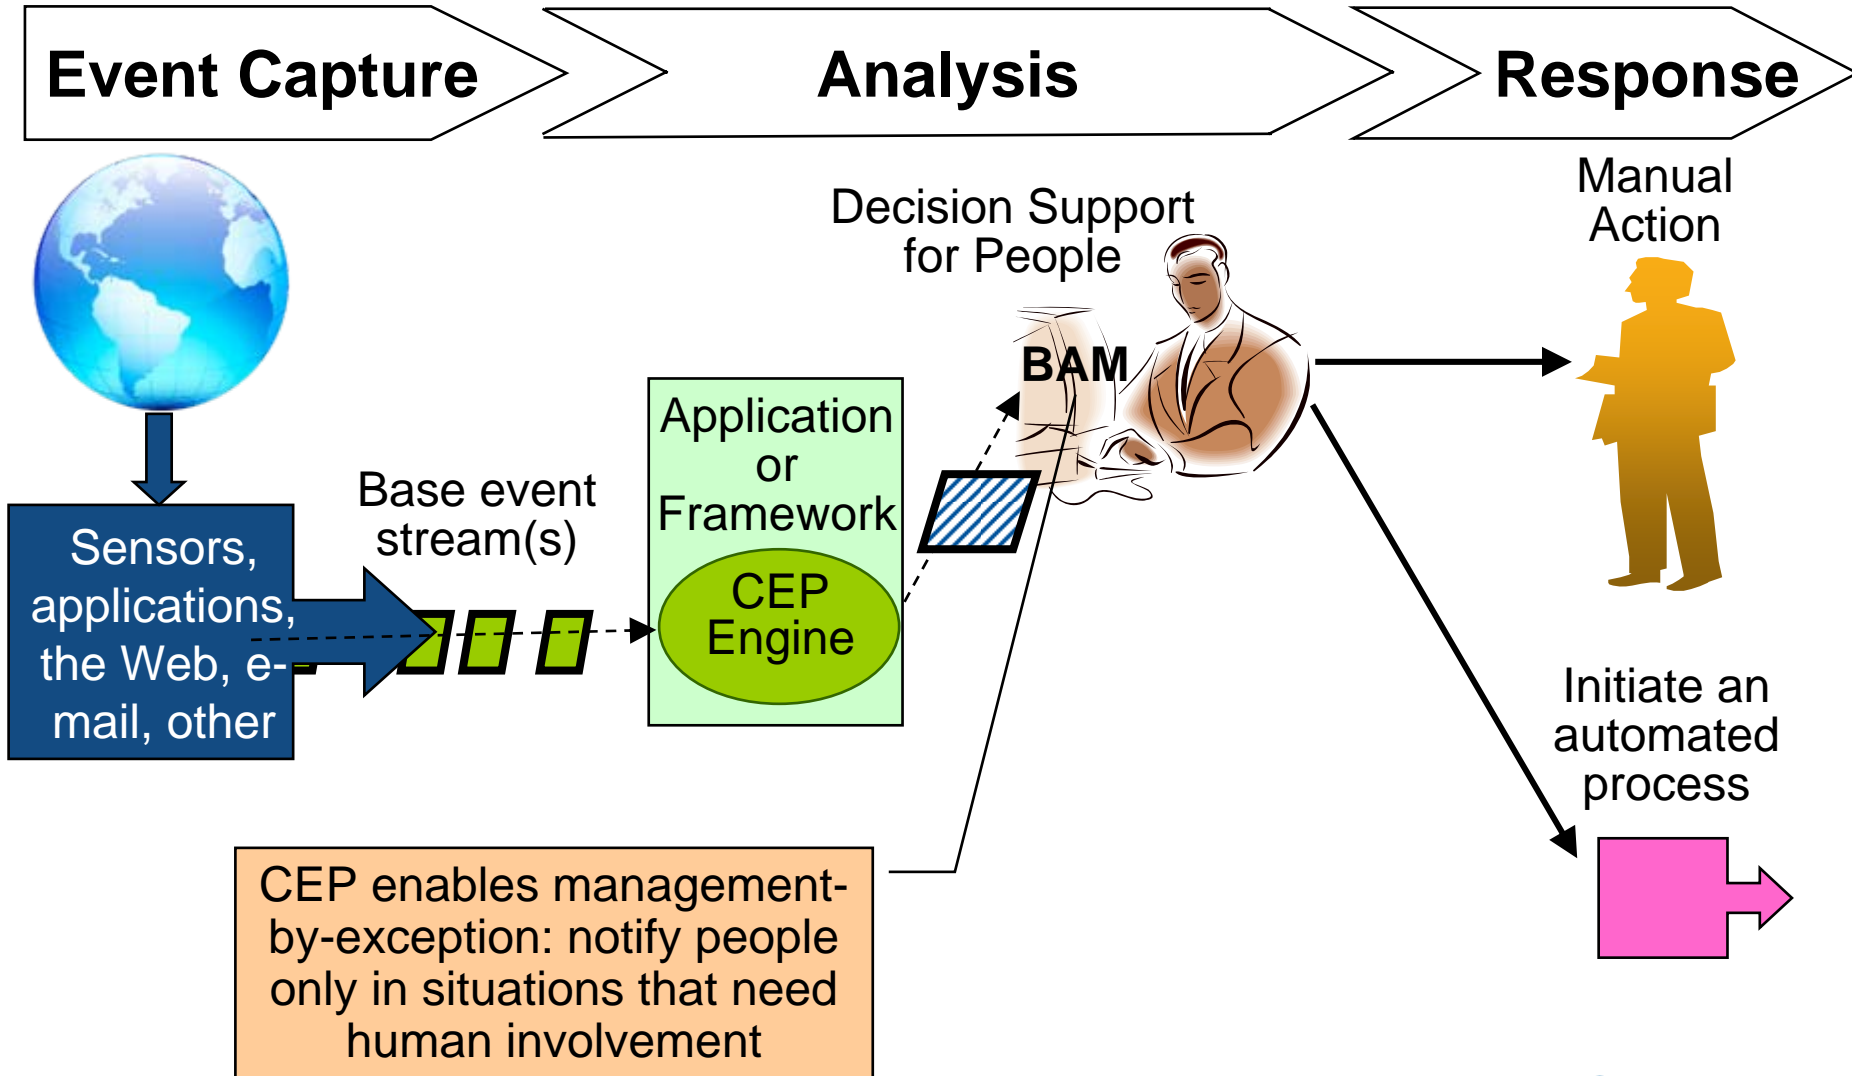 Event Capture
Analysis
Response
Decision Support
for People
Manual
Action
BAM
Application
or
Framework
CEP
Engine
Base event
stream(s)
Sensors,
applications,
the Web, e-
mail, other
Initiate an
automated
process
CEP enables management-
by-exception: notify people
only in situations that need
human involvement